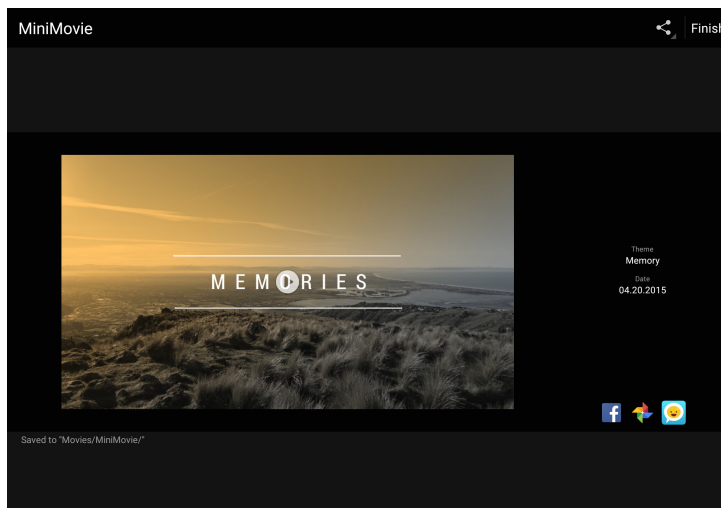 MiniMovie
Finish
MEMORIES
Theme
Memory
Date
04.20.2015
Saved to "Movies/MiniMovie/"